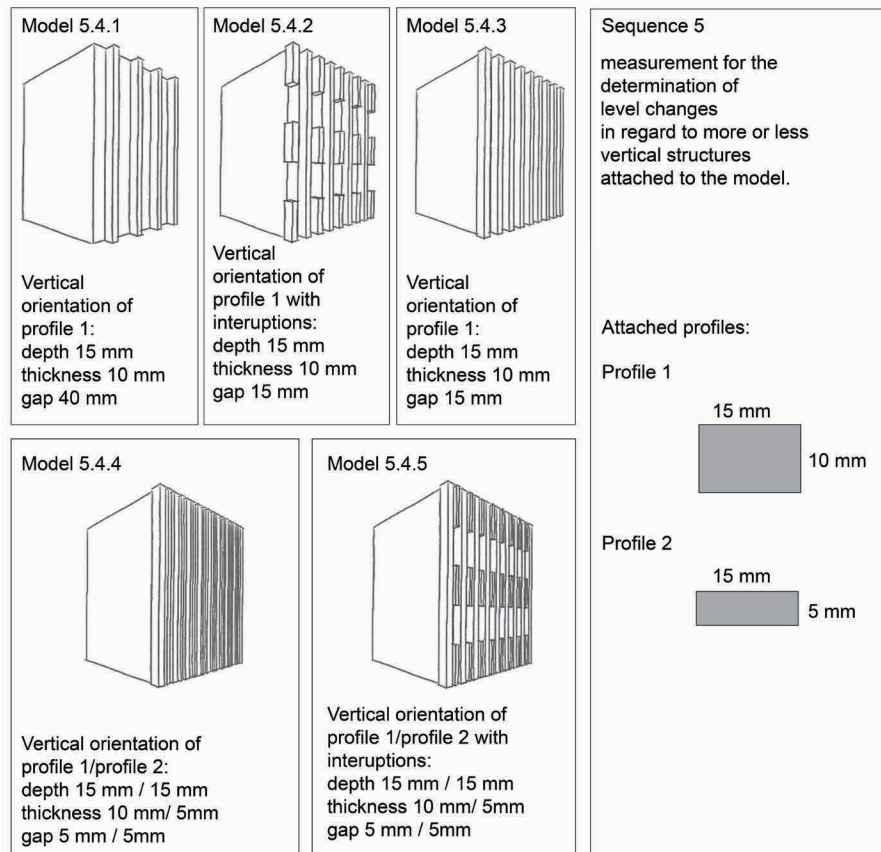 Model 5.4.1
Vertical
orientation of
profile 1:
depth 15 mm
thickness 10 mm
gap 40 mm
Model 5.4.2
Vertical
orientation of
profile 1 with
interuptions:
depth 15 mm
thickness 10 mm
gap 15 mm
Model 5.4.3
Vertical
orientation of
profile 1:
depth 15 mm
thickness 10 mm
gap 15 mm
Model 5.4.4
Vertical orientation of
profile 1/profile 2:
depth 15 mm / 15 mm
thickness 10 mm/ 5mm
gap 5 mm / 5mm
Model 5.4.5
Vertical orientation of
profile 1/profile 2 with
interuptions:
depth 15 mm / 15 mm
thickness 10 mm/ 5mm
gap 5 mm / 5mm
Sequence 5
measurement for the
determination of
level changes
in regard to more or less
vertical structures
attached to the model.
Attached profiles:
Profile 1
15 mm
10 mm
Profile 2
15 mm
5 mm